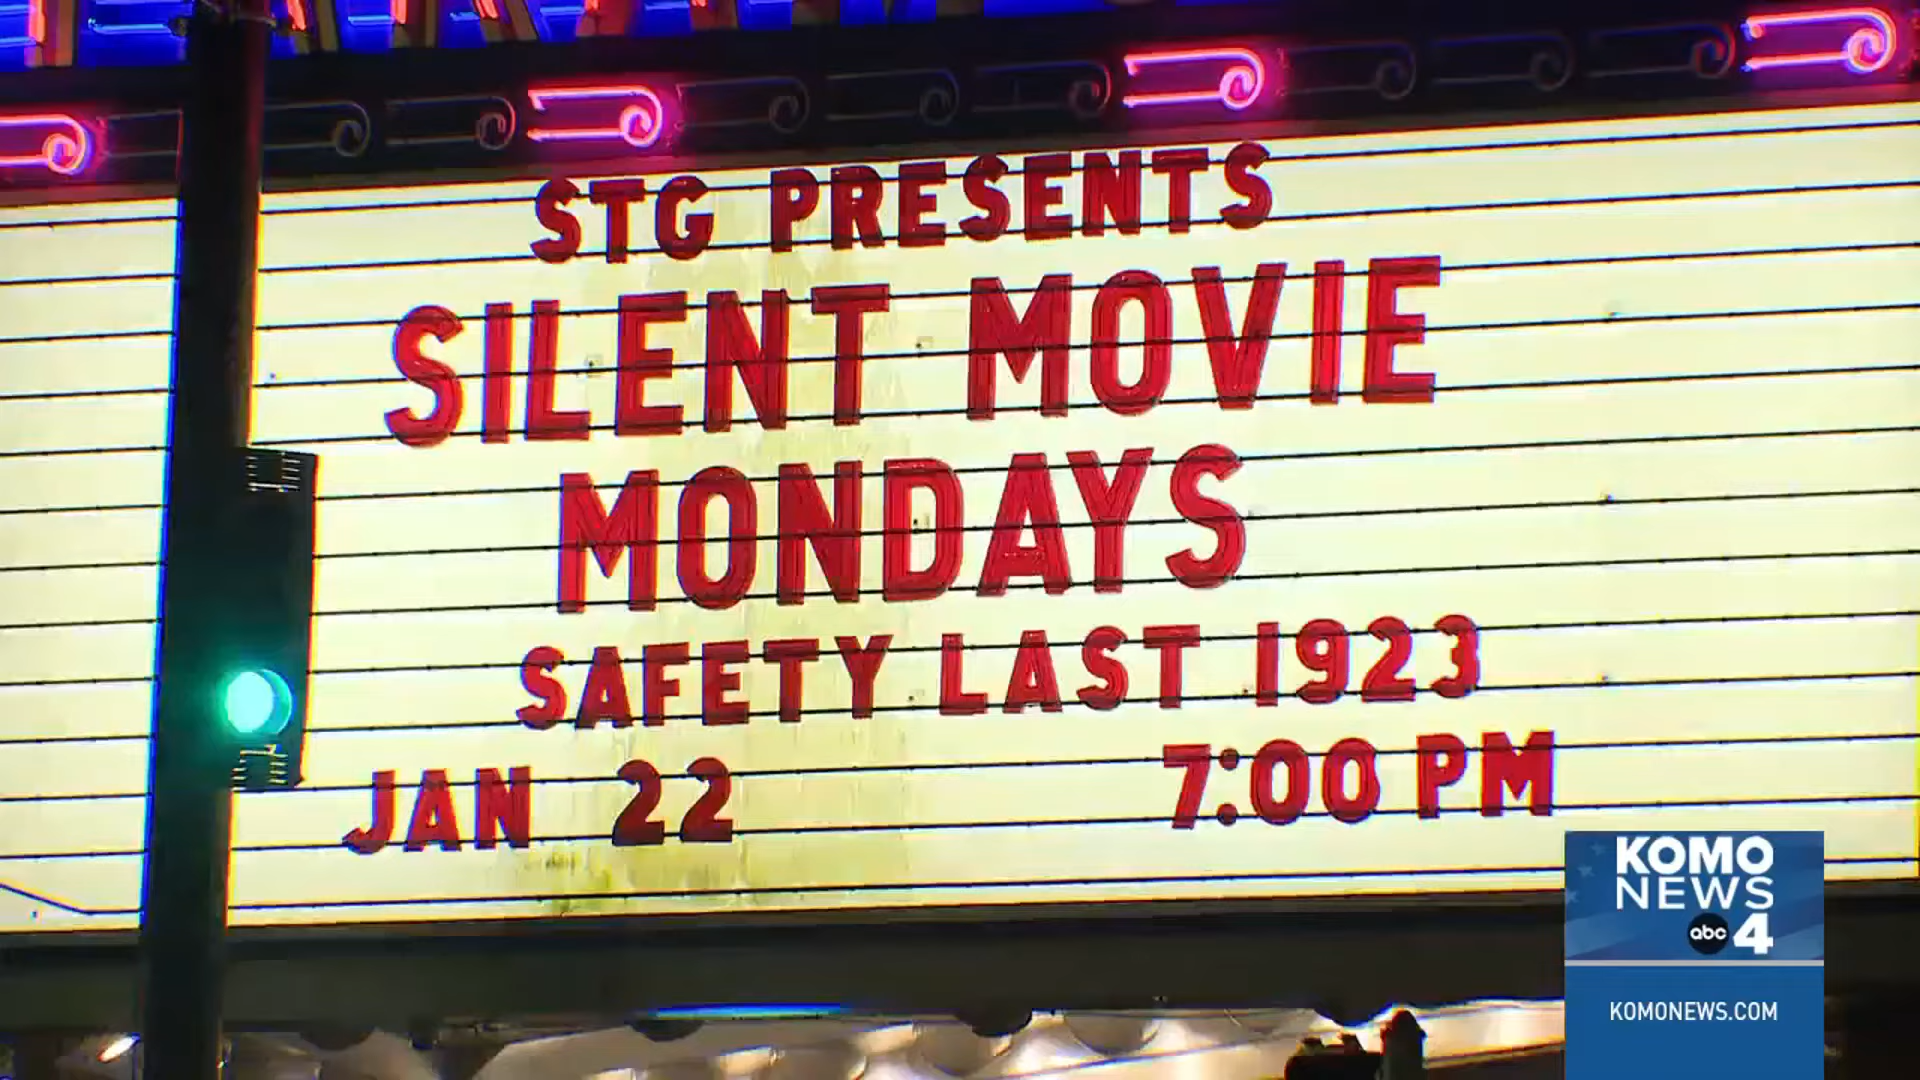 STG PRESENTS
SILENT MOVIE
MONDAYS
SAFETY LAST 1923
JAN 22 7:00 PM
KOMO
NEWS
abc 4
KOMONEWS.COM